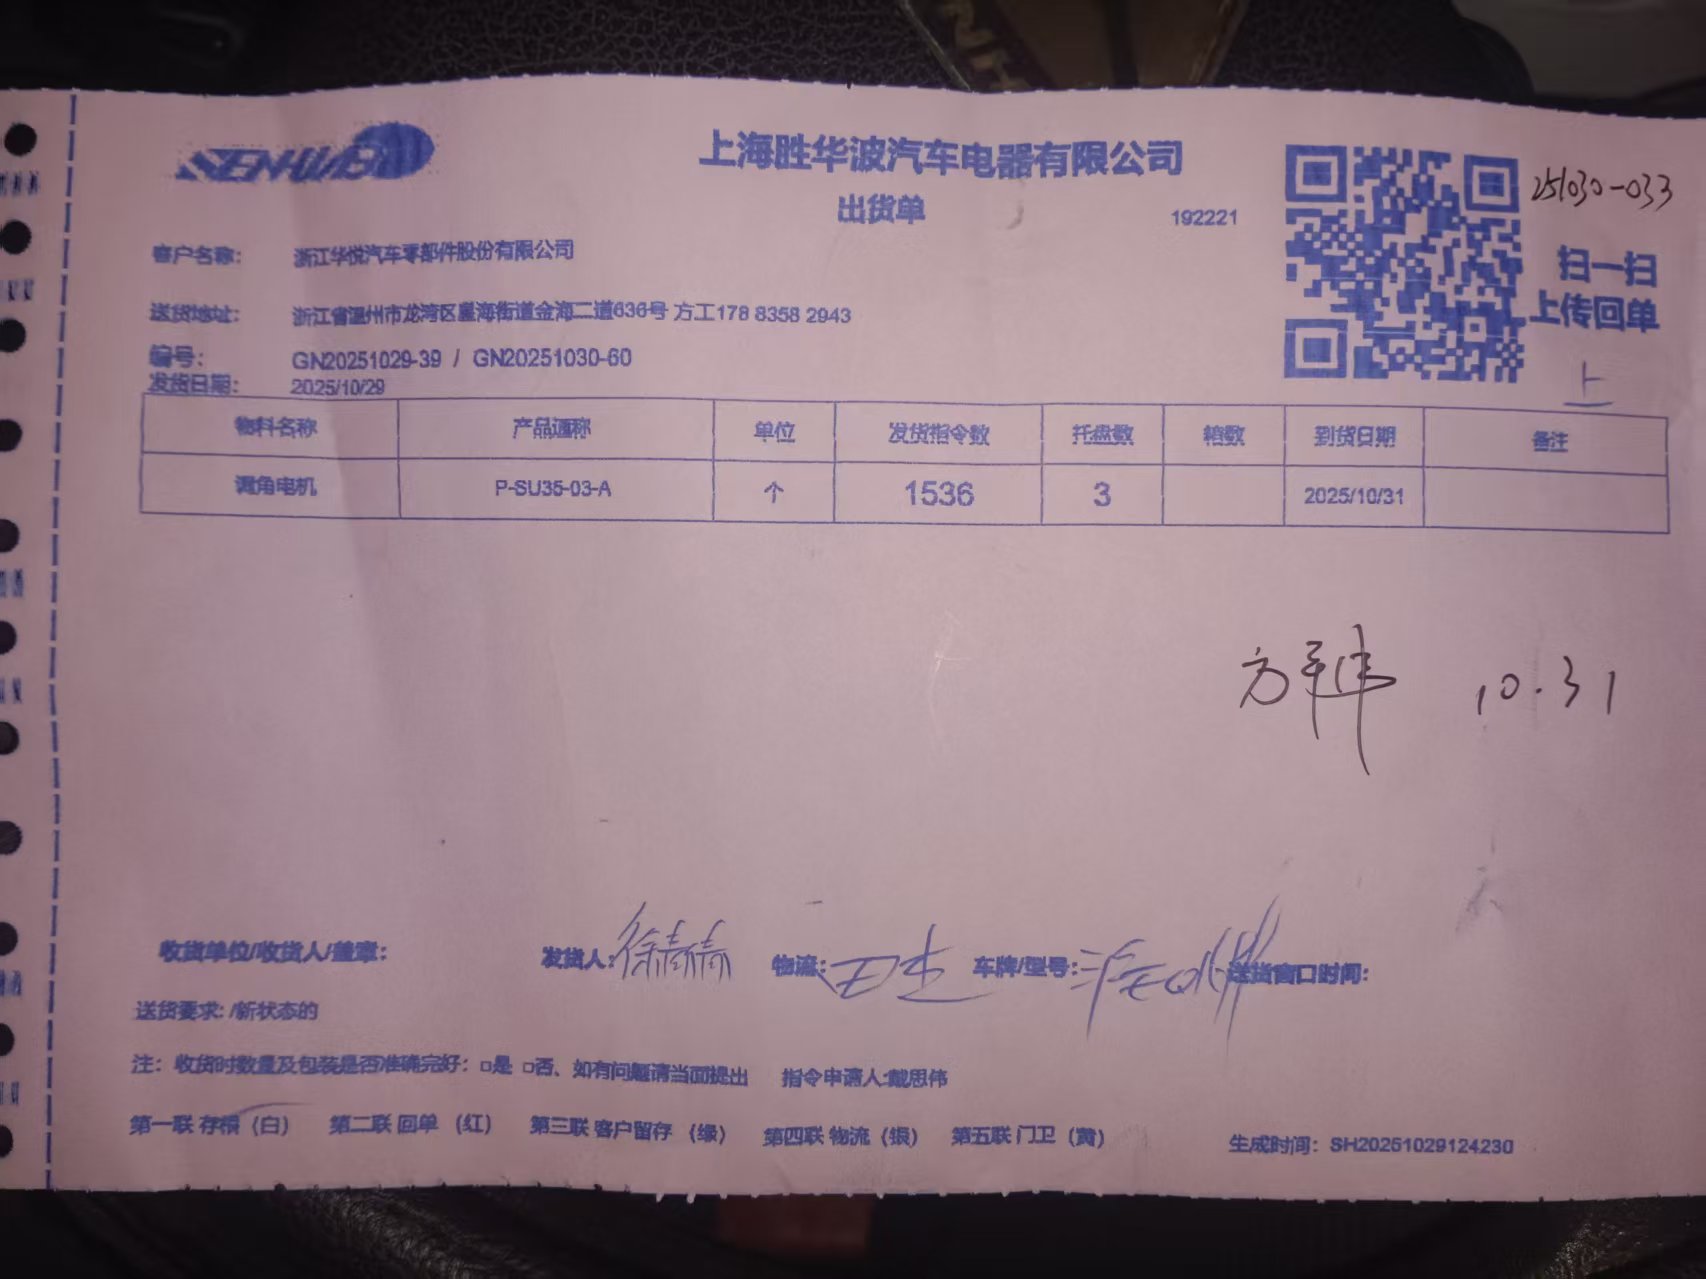 SENHWABO
上海胜华波汽车电器有限公司
出货单
192221
251030-033
扫一扫
上传回单
上
客户名称: 浙江华悦汽车零部件股份有限公司
送货地址: 浙江省温州市龙湾区星海街道金海二道636号 方工178 8358 2943
编号: GN20251029-39 / GN20251030-60
发货日期: 2025/10/29
物料名称 产品通称 单位 发货指令数 托盘数 箱数 到货日期 备注
调角电机 P-SU35-03-A 个 1536 3 2025/10/31
10.31
收货单位/收货人/盖章: 发货人: 徐青青 物流: 车牌/型号: 送货窗口时间:
送货要求: /新状态的
注: 收货时数量及包装是否准确完好: □是 □否、如有问题请当面提出 指令申请人:戴思伟
第一联 存根 (白) 第二联 回单 (红) 第三联 客户留存 (绿) 第四联 物流 (银) 第五联 门卫 (黄) 生成时间: SH20251029124230